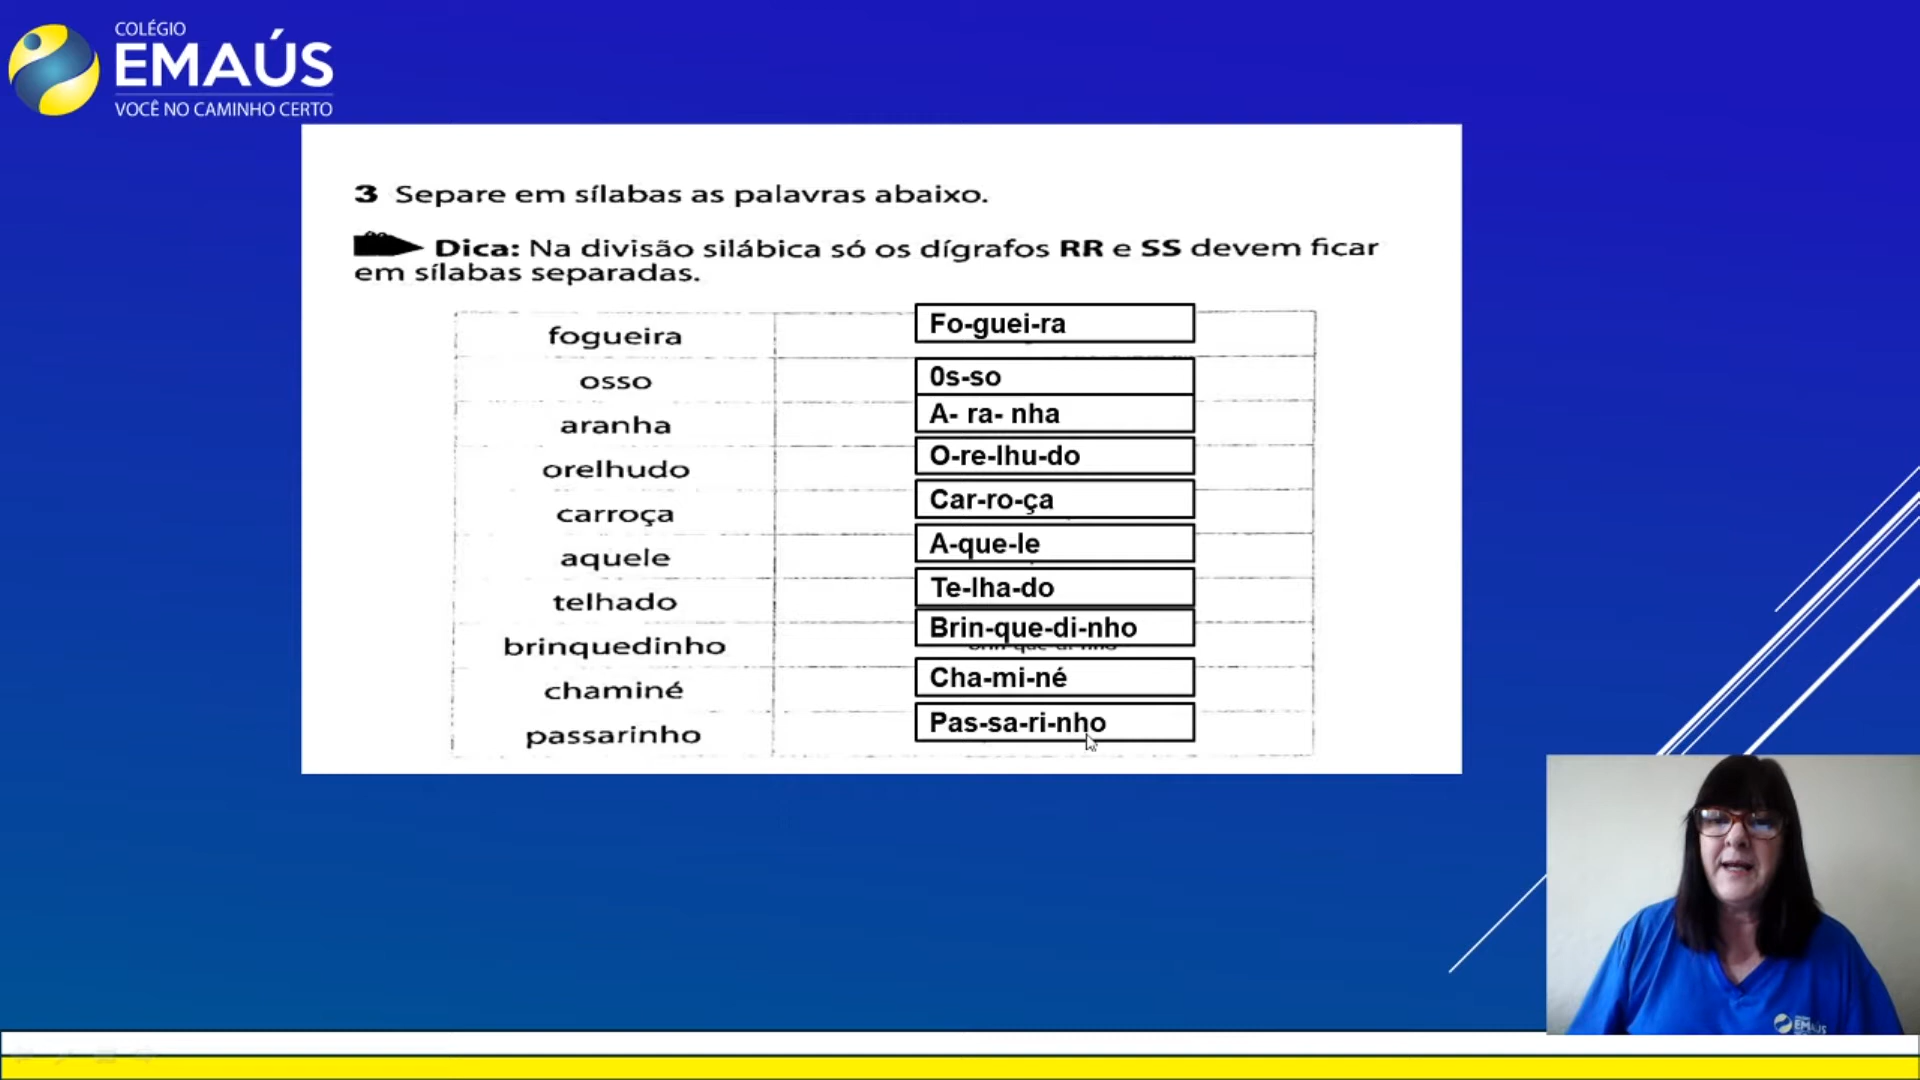 COLÉGIO
EMAÚS
VOCÊ NO CAMINHO CERTO
3 Separe em sílabas as palavras abaixo.
Dica: Na divisão silábica só os dígrafos RR e SS devem ficar
em sílabas separadas.
fogueira Fo-guei-ra
osso 0s-so
aranha A- ra- nha
orelhudo O-re-lhu-do
carroça Car-ro-ça
aquele A-que-le
telhado Te-lha-do
brinquedinho Brin-que-di-nho
chaminé Cha-mi-né
passarinho Pas-sa-ri-nho
EMAÚS